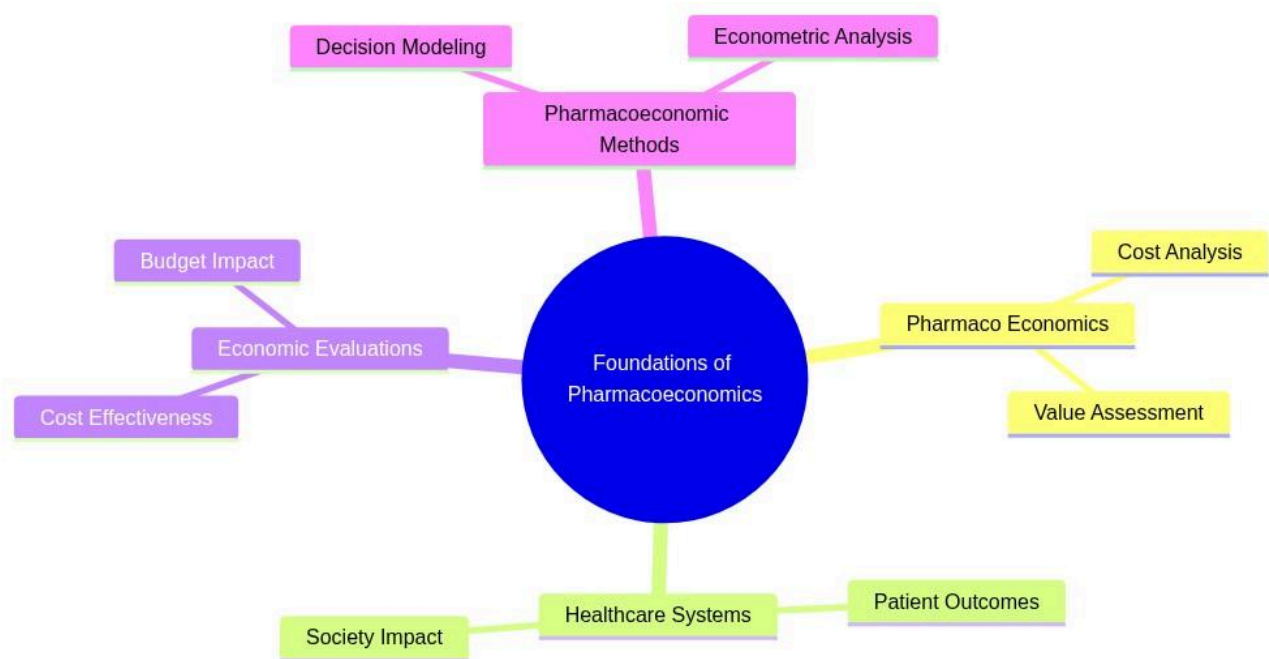 Decision Modeling
Econometric Analysis
Pharmacoeconomic
Methods
Budget Impact
Economic Evaluations
Cost Effectiveness
Foundations of
Pharmacoeconomics
Cost Analysis
Pharmaco Economics
Value Assessment
Healthcare Systems
Patient Outcomes
Society Impact